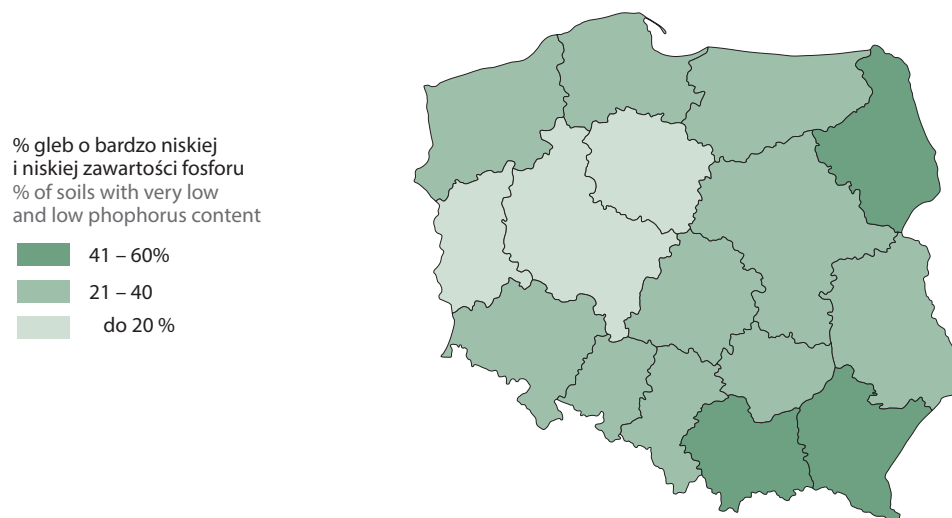 % gleb o bardzo niskiej
i niskiej zawartości fosforu
% of soils with very low
and low phophorus content
41 – 60%
21 – 40
do 20 %